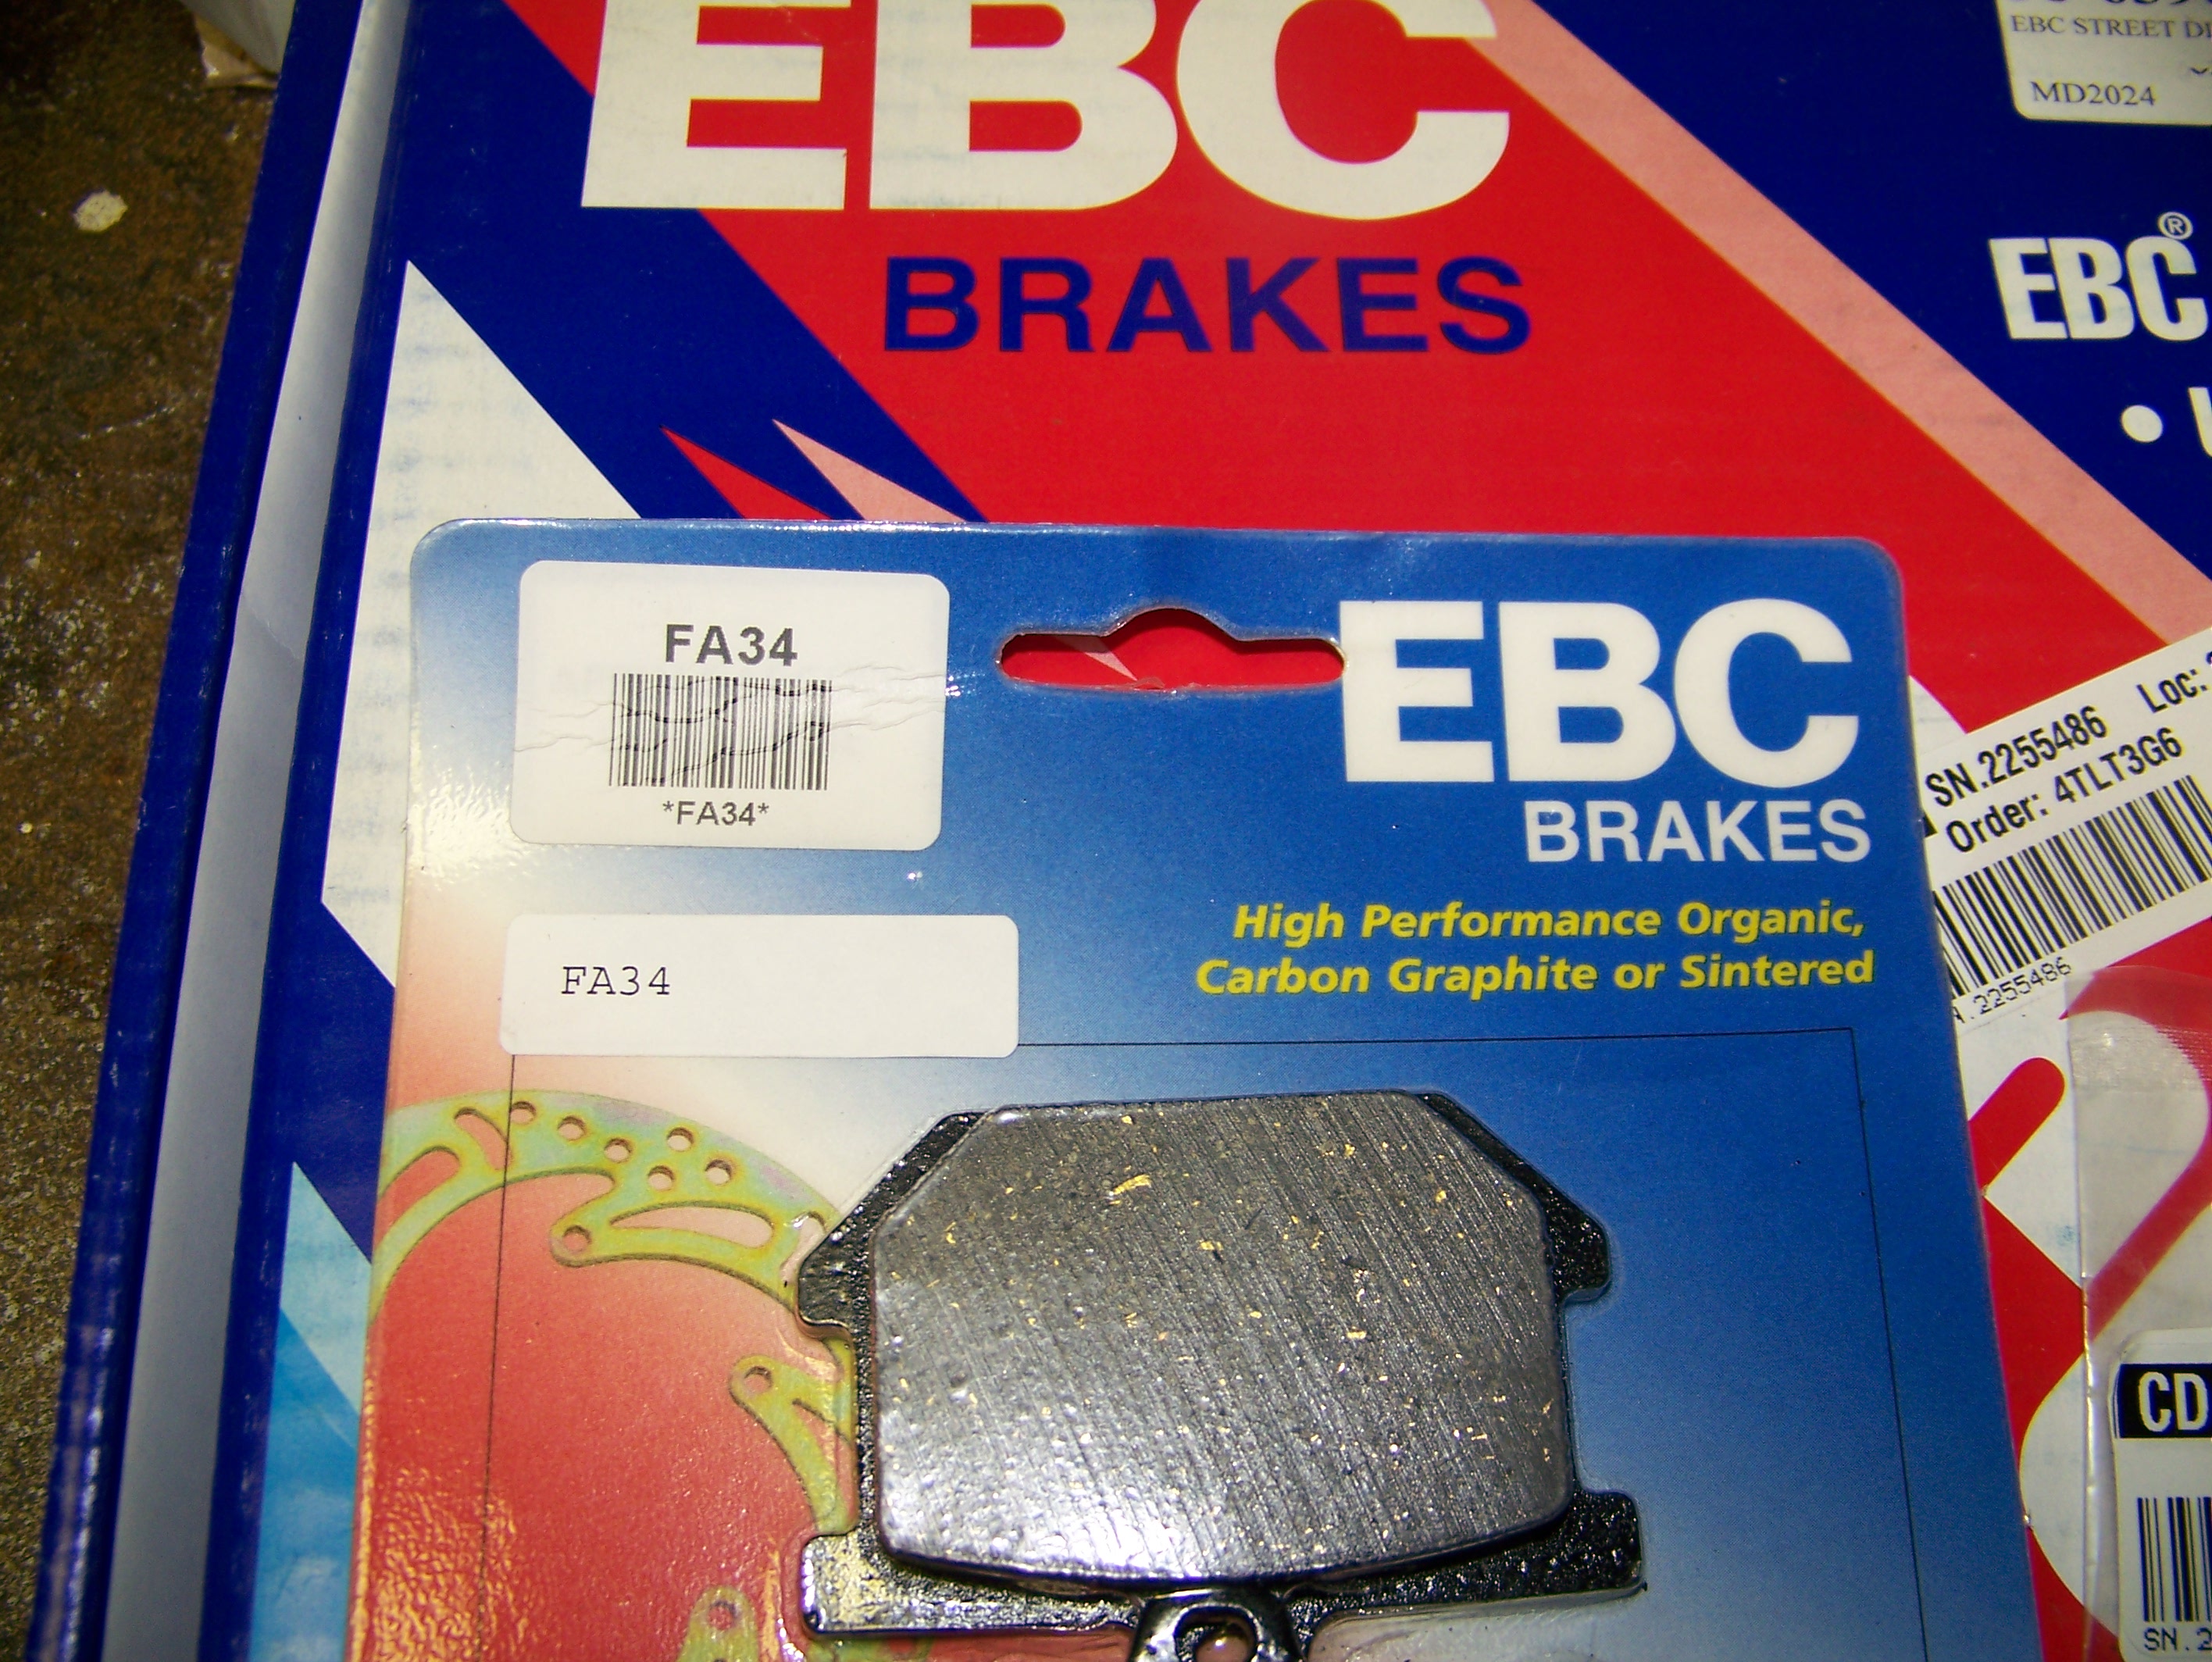 EBC
BRAKES
EBC STREET
MD2024
EBC®
FA34
*FA34*
EBC
BRAKES
High Performance Organic,
Carbon Graphite or Sintered
FA34
SN.2255486 Loc:
Order: 4TLT3G6
.2255486
CD
SN.2